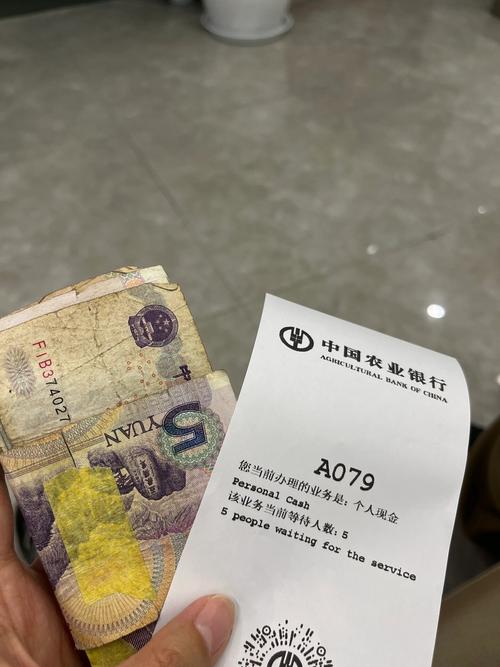 中国农业银行
AGRICULTURAL BANK OF CHINA
A079
您当前办理的业务是: 个人现金
Personal Cash
该业务当前等待人数: 5
5 people waiting for the service
FIB374027
中
5
YUAN